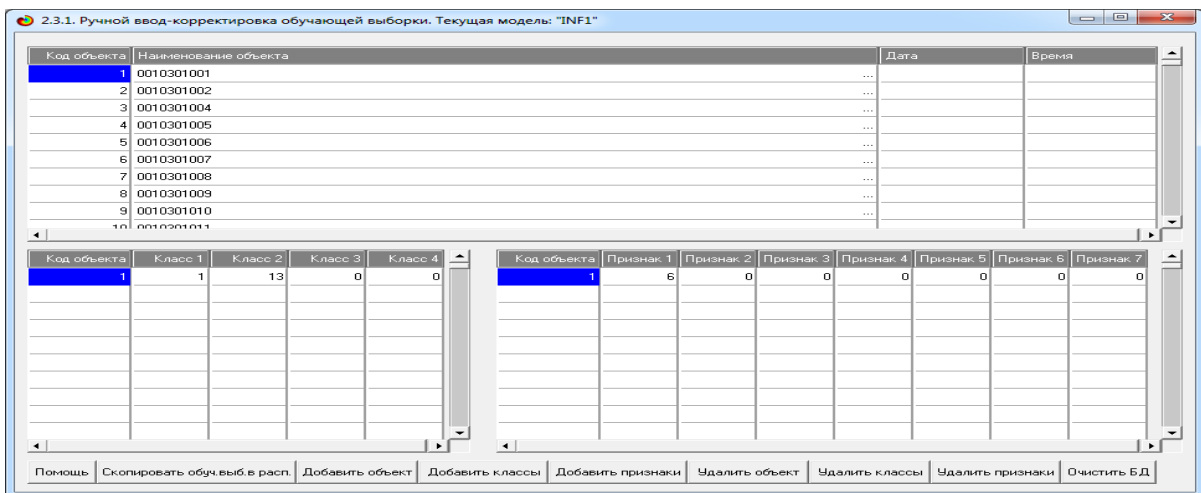 2.3.1. Ручной ввод-корректировка обучающей выборки. Текущая модель: "INF1"
Код объекта Наименование объекта Дата Время
1 0010301001 ...
2 0010301002 ...
3 0010301004 ...
4 0010301005 ...
5 0010301006 ...
6 0010301007 ...
7 0010301008 ...
8 0010301009 ...
9 0010301010 ...
10 0010301011
Код объекта Класс 1 Класс 2 Класс 3 Класс 4
1 1 13 0 0
Код объекта Признак 1 Признак 2 Признак 3 Признак 4 Признак 5 Признак 6 Признак 7
1 6 0 0 0 0 0 0
Помощь Скопировать обуч.выб.в расп. Добавить объект Добавить классы Добавить признаки Удалить объект Удалить классы Удалить признаки Очистить БД